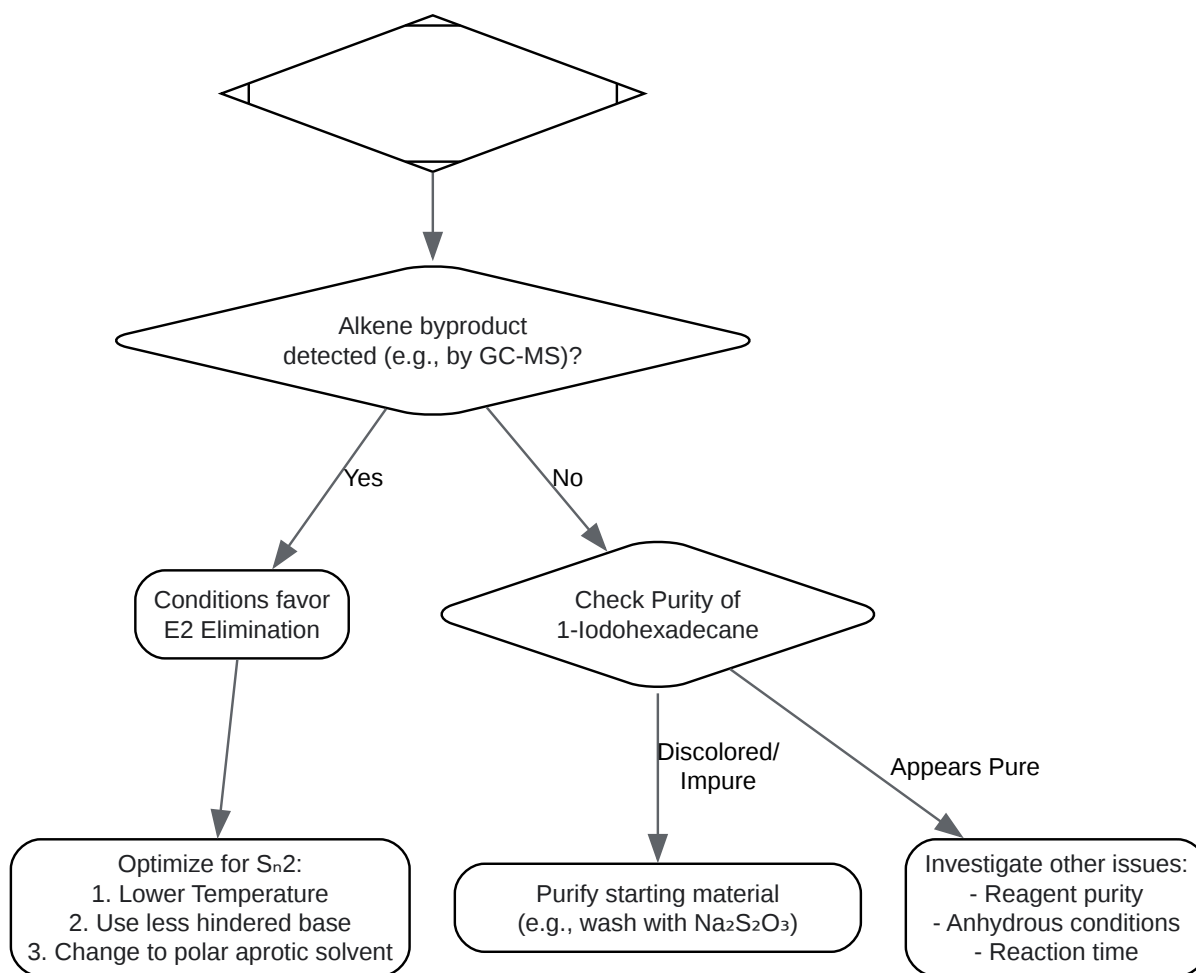 Alkene byproduct
detected (e.g., by GC-MS)?
Yes
No
Conditions favor
E2 Elimination
Check Purity of
1-Iodohexadecane
Discolored/
Impure
Appears Pure
Optimize for Sₙ2:
1. Lower Temperature
2. Use less hindered base
3. Change to polar aprotic solvent
Purify starting material
(e.g., wash with Na₂S₂O₃)
Investigate other issues:
- Reagent purity
- Anhydrous conditions
- Reaction time